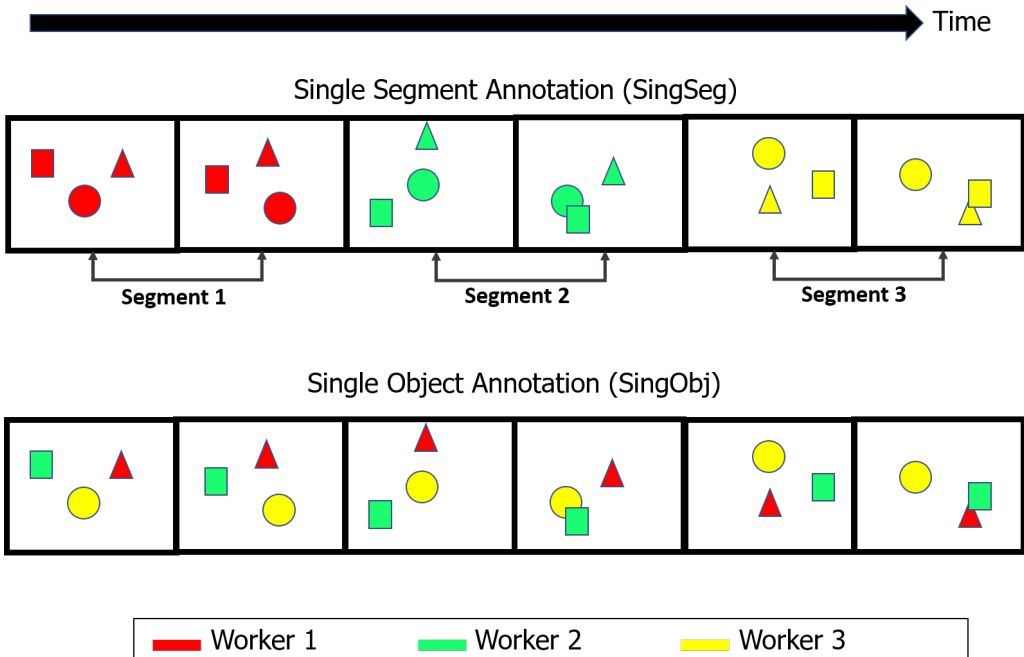 Time
Single Segment Annotation (SingSeg)
Segment 1 Segment 2 Segment 3
Single Object Annotation (SingObj)
Worker 1 Worker 2 Worker 3